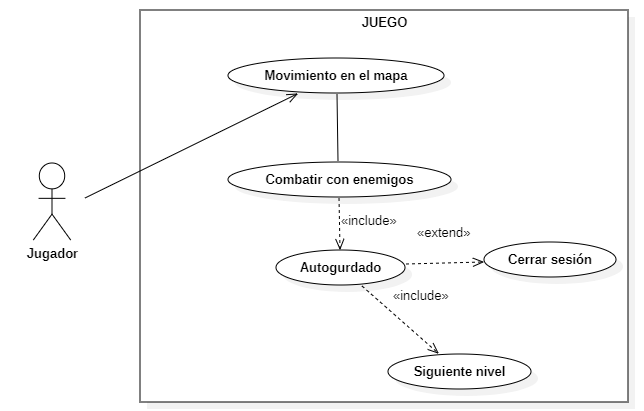 JUEGO
Movimiento en el mapa
Combatir con enemigos
«include»
«extend»
Jugador
Autogurdado
Cerrar sesión
«include»
Siguiente nivel